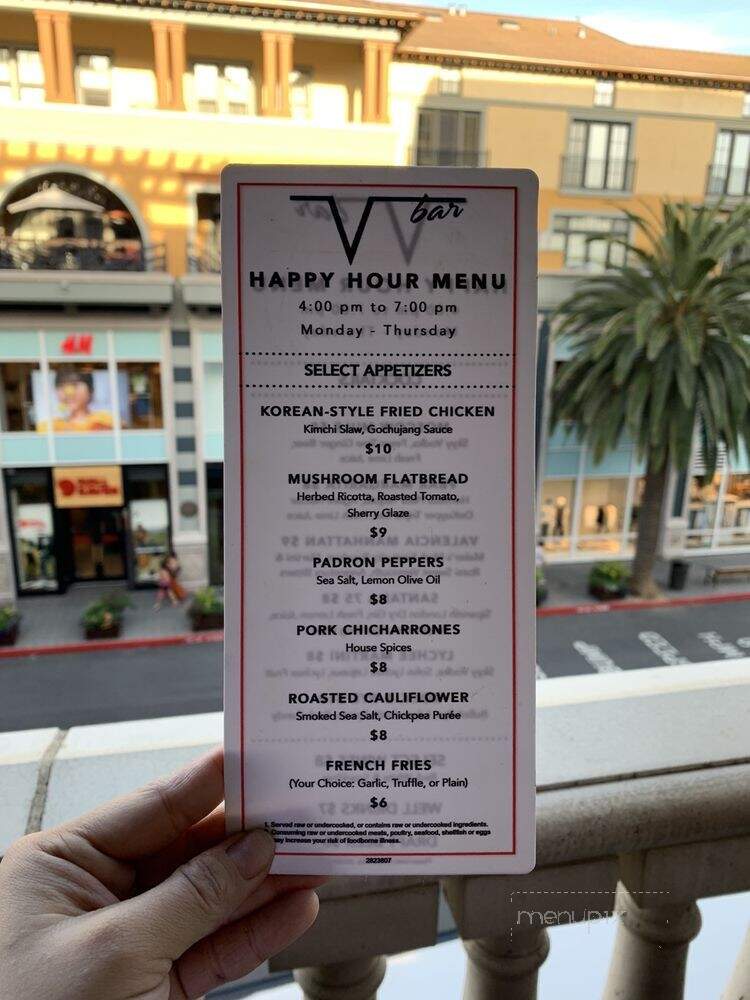 bar
HAPPY HOUR MENU
4:00 pm to 7:00 pm
Monday - Thursday
SELECT APPETIZERS
KOREAN-STYLE FRIED CHICKEN
Kimchi Slaw, Gochujang Sauce
$10
MUSHROOM FLATBREAD
Herbed Ricotta, Roasted Tomato,
Sherry Glaze
$9
PADRON PEPPERS
Sea Salt, Lemon Olive Oil
$8
PORK CHICHARRONES
House Spices
$8
ROASTED CAULIFLOWER
Smoked Sea Salt, Chickpea Purée
$8
FRENCH FRIES
(Your Choice: Garlic, Truffle, or Plain)
$6
1. Served raw or undercooked, or contains raw or undercooked ingredients.
Consuming raw or undercooked meats, poultry, seafood, shellfish or eggs
may increase your risk of foodborne illness.
2823807
H&M
menupix